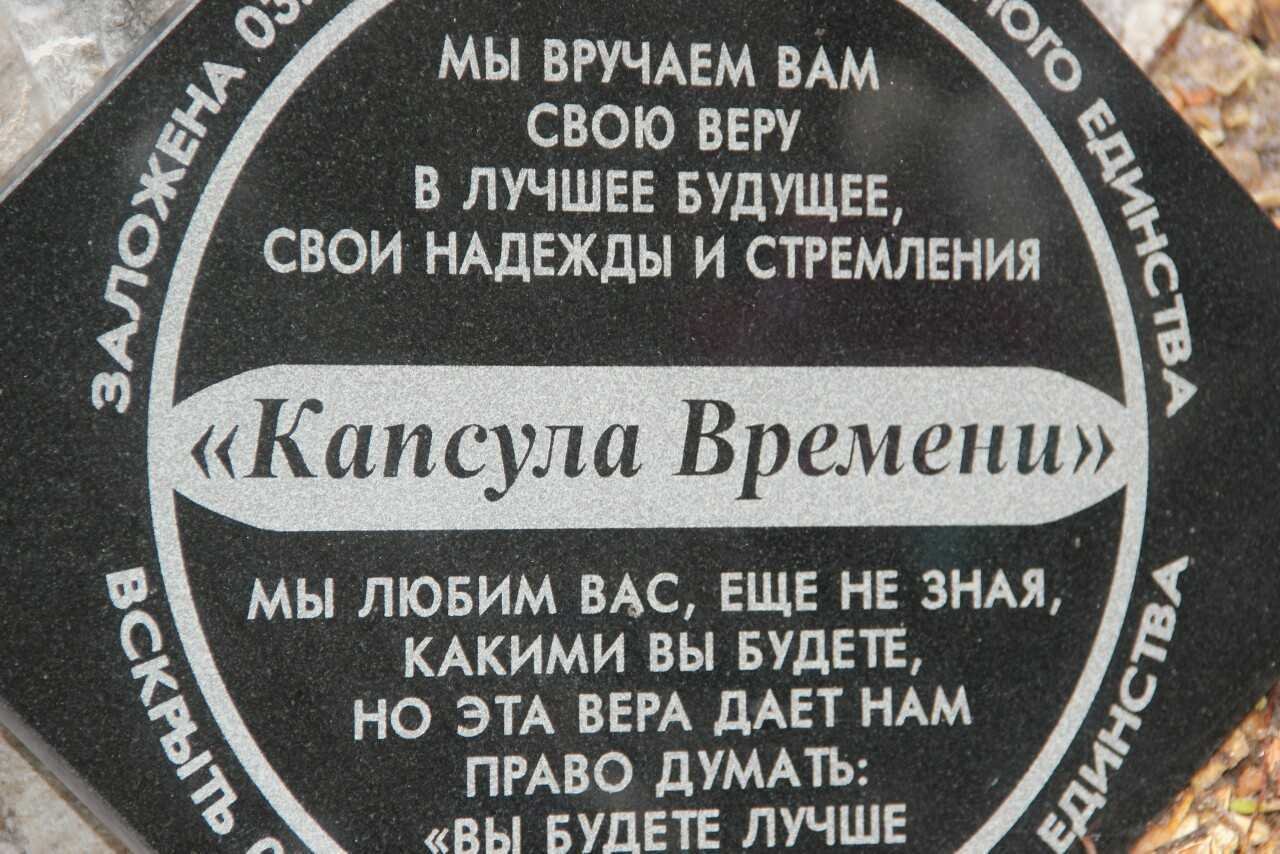 ЗАЛОЖЕНА 03.
ЕДИНСТВА
МЫ ВРУЧАЕМ ВАМ
СВОЮ ВЕРУ
В ЛУЧШЕЕ БУДУЩЕЕ,
СВОИ НАДЕЖДЫ И СТРЕМЛЕНИЯ
«Капсула Времени»
МЫ ЛЮБИМ ВАС, ЕЩЕ НЕ ЗНАЯ,
КАКИМИ ВЫ БУДЕТЕ,
НО ЭТА ВЕРА ДАЕТ НАМ
ПРАВО ДУМАТЬ:
«ВЫ БУДЕТЕ ЛУЧШЕ
ВСКРЫТЬ
ЕДИНСТВА